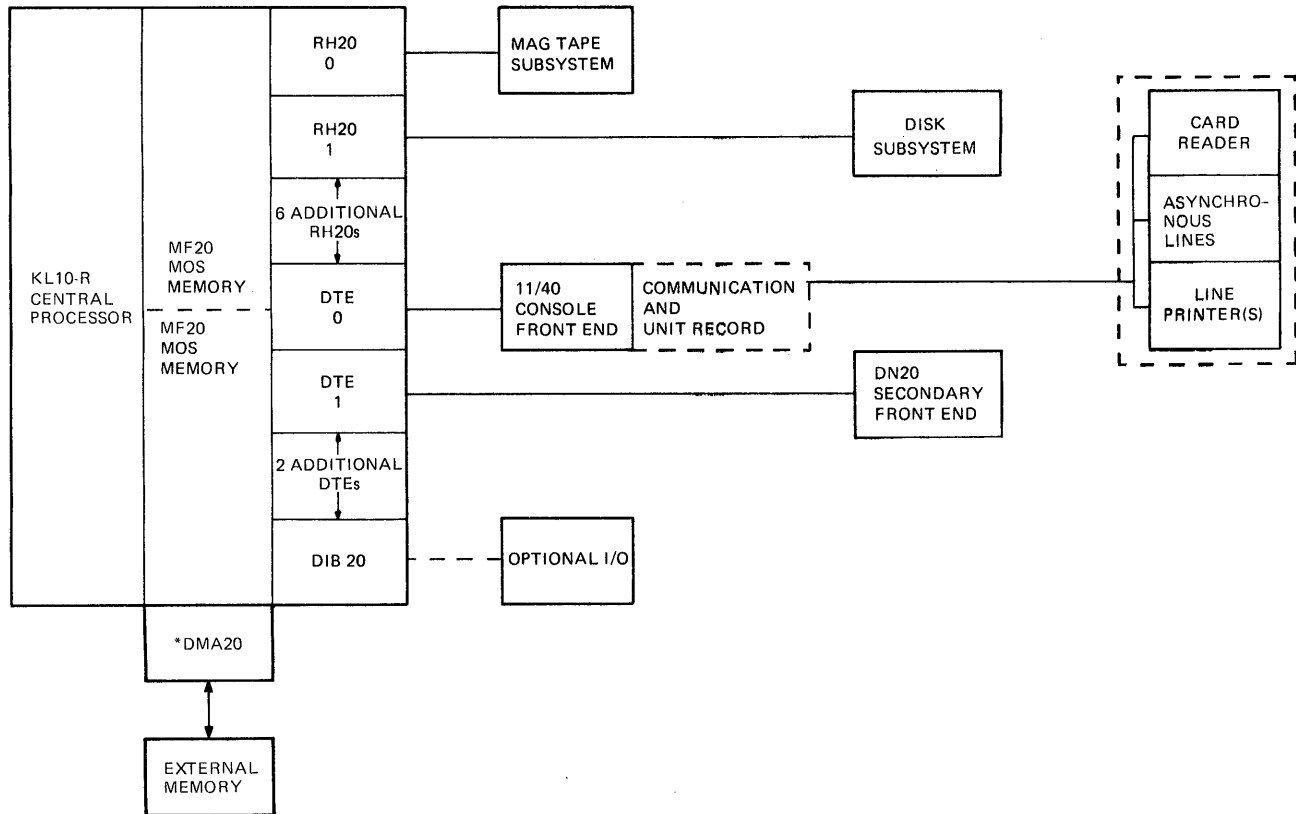 KL10-R
CENTRAL
PROCESSOR
MF20
MOS
MEMORY
MF20
MOS
MEMORY
RH20
0
RH20
1
6 ADDITIONAL
RH20s
DTE
0
DTE
1
2 ADDITIONAL
DTEs
DIB 20
MAG TAPE
SUBSYSTEM
DISK
SUBSYSTEM
11/40
CONSOLE
FRONT END
COMMUNICATION
AND
UNIT RECORD
CARD
READER
ASYNCHRO-
NOUS
LINES
LINE
PRINTER(S)
DN20
SECONDARY
FRONT END
OPTIONAL I/O
*DMA20
EXTERNAL
MEMORY